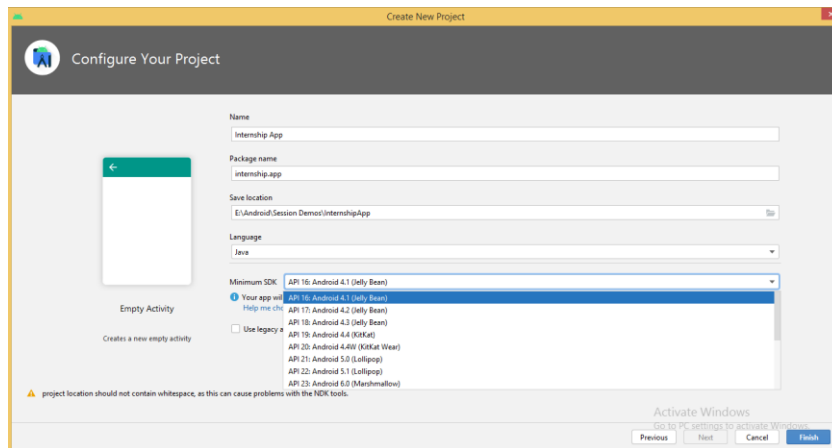 Create New Project
Configure Your Project
Name
Internship App
Package name
internship.app
Save location
E:\Android\Session Demos\InternshipApp
Language
Java
Minimum SDK
API 16: Android 4.1 (Jelly Bean)
Your app wil
Help me cho
Use legacy a
API 16: Android 4.1 (Jelly Bean)
API 17: Android 4.2 (Jelly Bean)
API 18: Android 4.3 (Jelly Bean)
API 19: Android 4.4 (KitKat)
API 20: Android 4.4W (KitKat Wear)
API 21: Android 5.0 (Lollipop)
API 22: Android 5.1 (Lollipop)
API 23: Android 6.0 (Marshmallow)
Empty Activity
Creates a new empty activity
project location should not contain whitespace, as this can cause problems with the NDK tools.
Activate Windows
Go to PC settings to activate Windows.
Previous
Next
Cancel
Finish